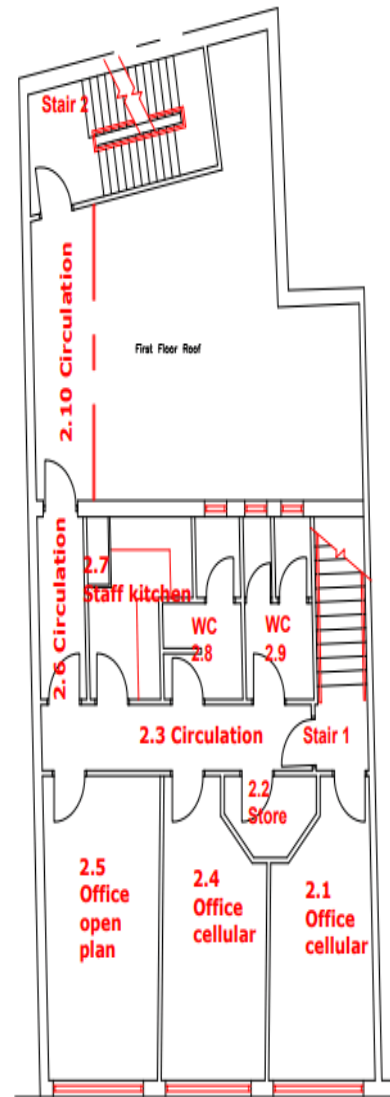 Stair 2
2.10 Circulation
First Floor Roof
2.6 Circulation
2.7
Staff kitchen
WC
2.8
WC
2.9
2.3 Circulation
Stair 1
2.2
Store
2.5
Office
open
plan
2.4
Office
cellular
2.1
Office
cellular